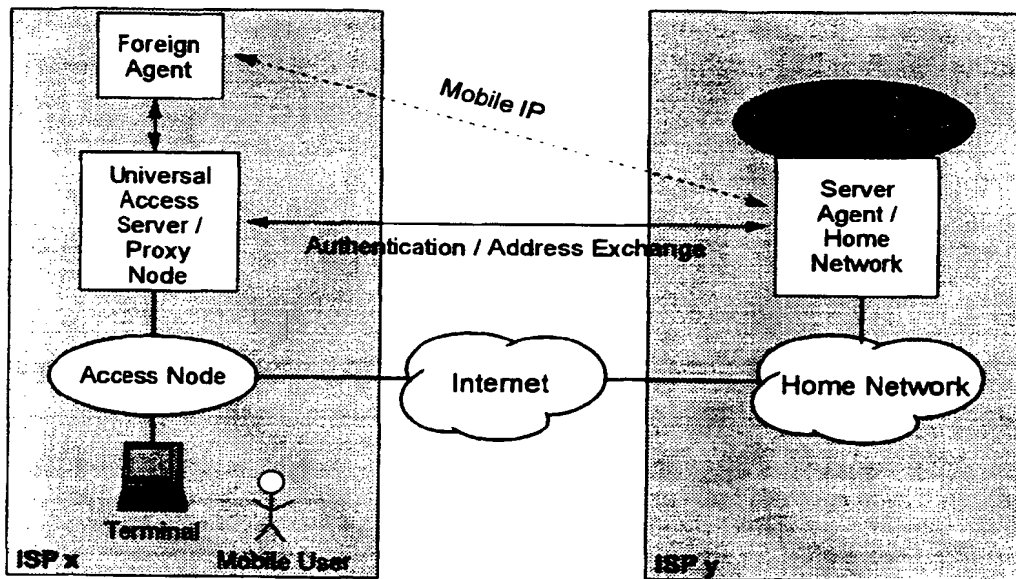 Foreign
Agent
Mobile IP
Universal
Access
Server /
Proxy
Node
Server
Agent /
Home
Network
Authentication / Address Exchange
Access Node
Internet
Home Network
Terminal
Mobile User
ISP x
ISP y